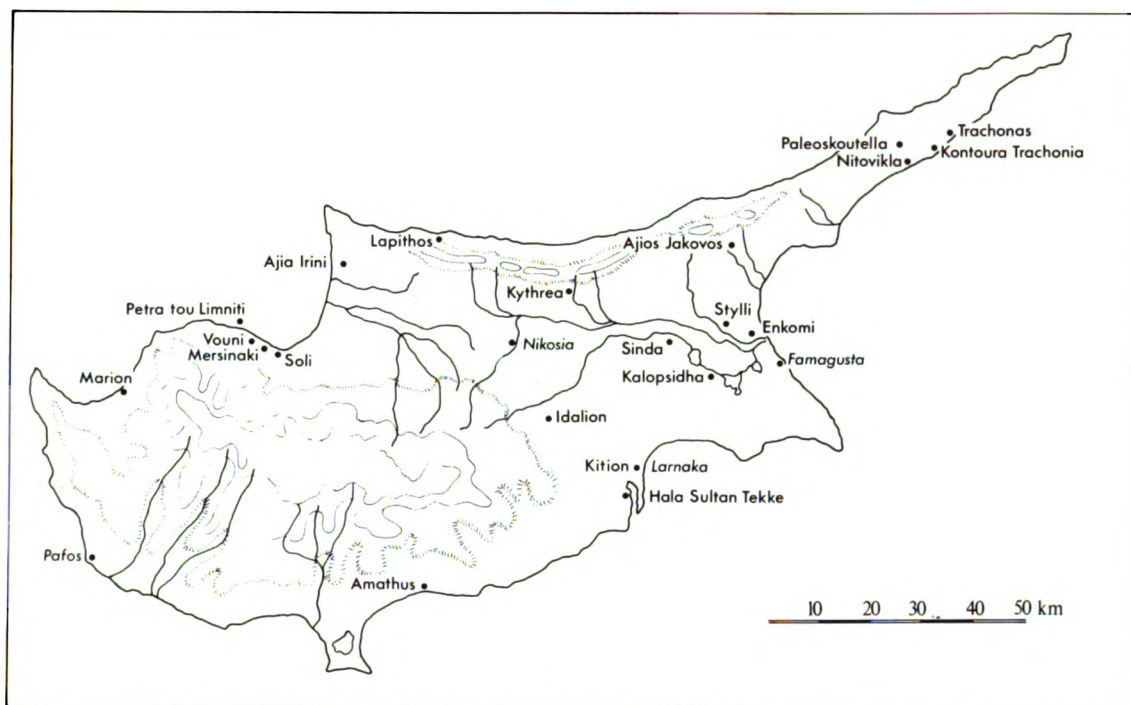 Trachonas
Paleoskoutella
Kontoura Trachonia
Nitovikla
Lapithos
Ajios Jakovos
Ajia Irini
Kythrea
Petra tou Limniti
Stylli
Enkomi
Vouni
Nikosia
Sinda
Mersinaki
Soli
Famagusta
Marion
Kalopsidha
Idalion
Kition
Larnaka
Hala Sultan Tekke
Pafos
Amathus
10 20 30 40 50 km